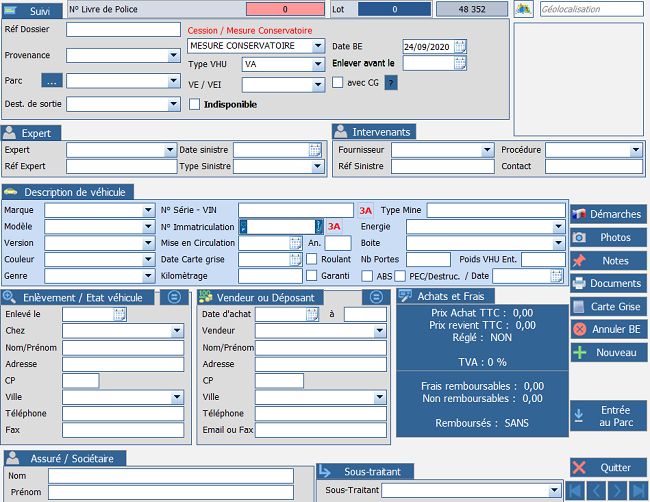 Suivi N° Livre de Police 0 Lot 0 48 352 Géolocalisation
Réf Dossier Cession / Mesure Conservatoire
MESURE CONSERVATOIRE Date BE 24/09/2020
Provenance Type VHU VA Enlever avant le
Parc ... VE / VEI avec CG ?
Dest. de sortie Indisponible
Expert Intervenants
Expert Date sinistre Fournisseur Procédure
Réf Expert Type Sinistre Réf Sinistre Contact
Description de véhicule
Marque N° Série - VIN 3A Type Mine
Modèle N° Immatriculation 3A Energie
Version Mise en Circulation An. Boite
Couleur Date Carte grise Roulant Nb Portes Poids VHU Ent.
Genre Kilomètrage Garanti ABS PEC/Destruc. / Date
Démarches
Photos
Notes
Documents
Carte Grise
Annuler BE
Nouveau
Entrée
au Parc
Quitter
Enlèvement / Etat véhicule
Enlevé le
Chez
Nom/Prénom
Adresse
CP
Ville
Téléphone
Fax
Vendeur ou Déposant
Date d'achat à
Vendeur
Nom/Prénom
Adresse
CP
Ville
Téléphone
Email ou Fax
Achats et Frais
Prix Achat TTC : 0,00
Prix revient TTC : 0,00
Réglé : NON
TVA : 0 %
Frais remboursables : 0,00
Non remboursables : 0,00
Remboursés : SANS
Assuré / Sociétaire
Nom
Prénom
Sous-traitant
Sous-Traitant